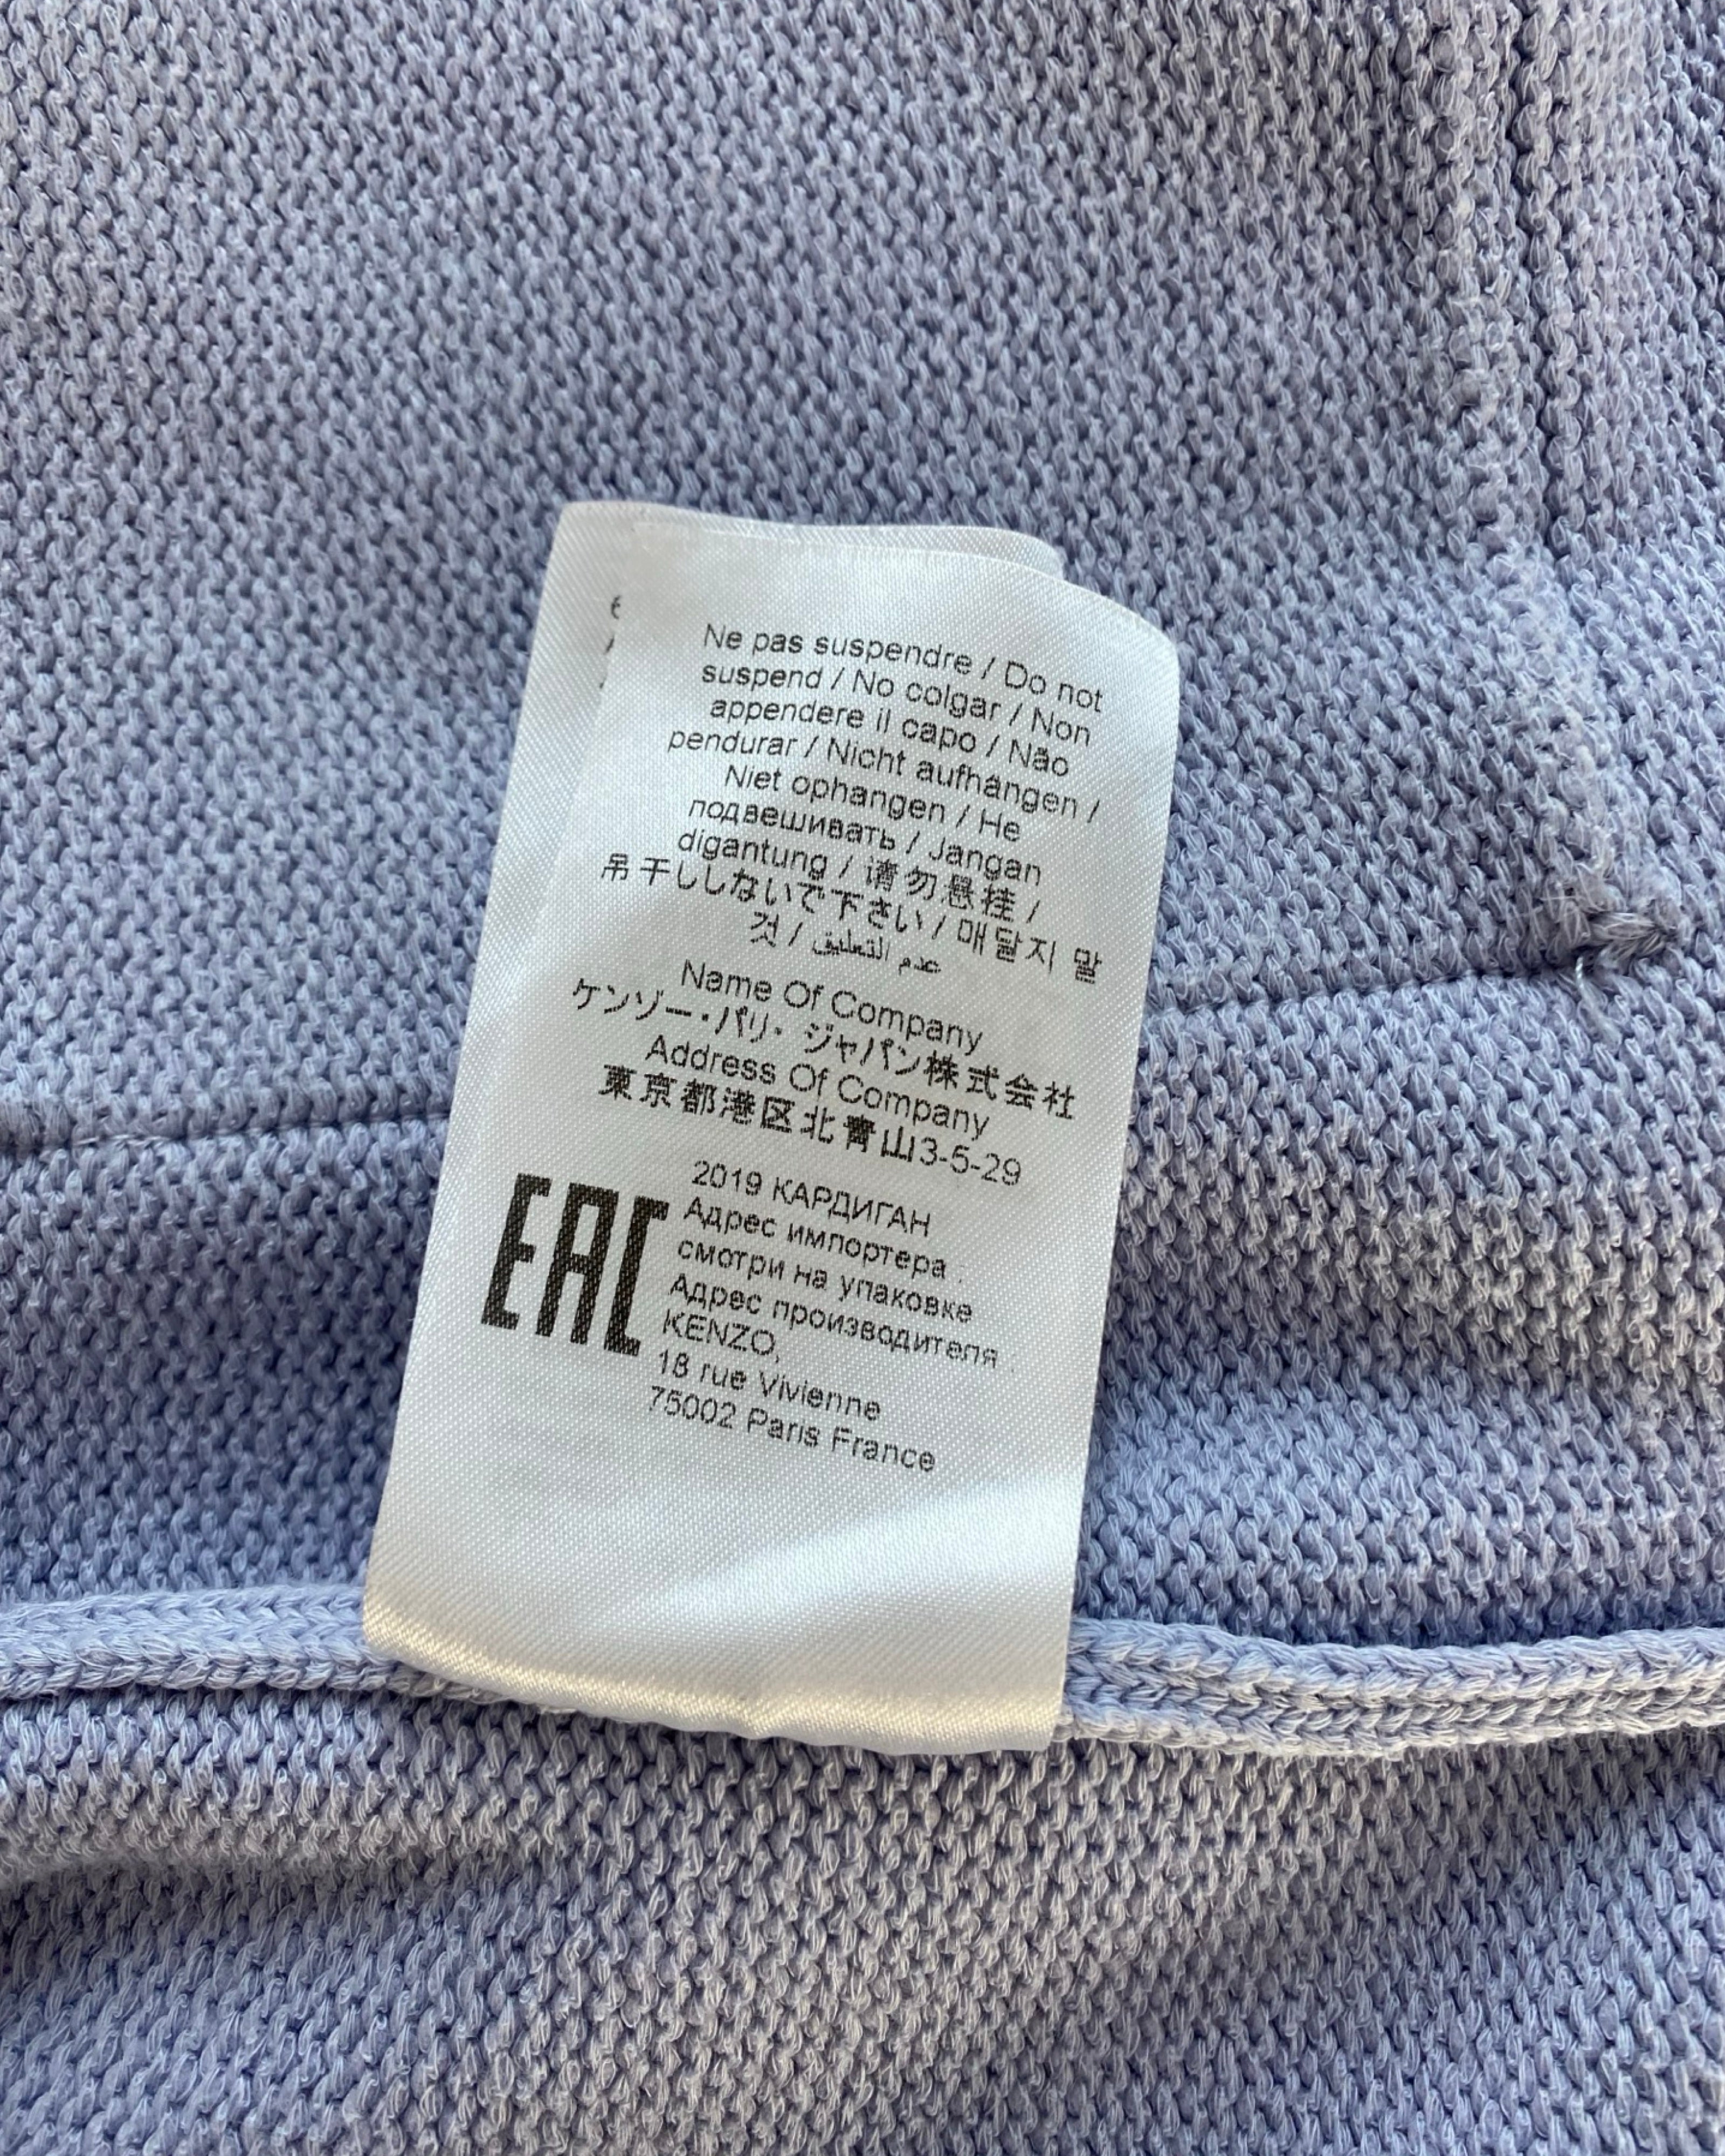 Ne pas suspendre / Do not
suspend / No colgar / Non
appendere il capo / Não
pendurar / Nicht aufhängen /
Niet ophangen / Не
подвешивать / Jangan
digantung / 请勿悬挂 /
吊干ししないで下さい / 매달지 말
것 / عدم التعليق
Name Of Company
ケンゾー・パリ・ジャパン株式会社
Address Of Company
東京都港区北青山3-5-29
EAC
2019 КАРДИГАН
Адрес импортера :
смотри на упаковке
Адрес производителя :
KENZO,
18 rue Vivienne
75002 Paris France